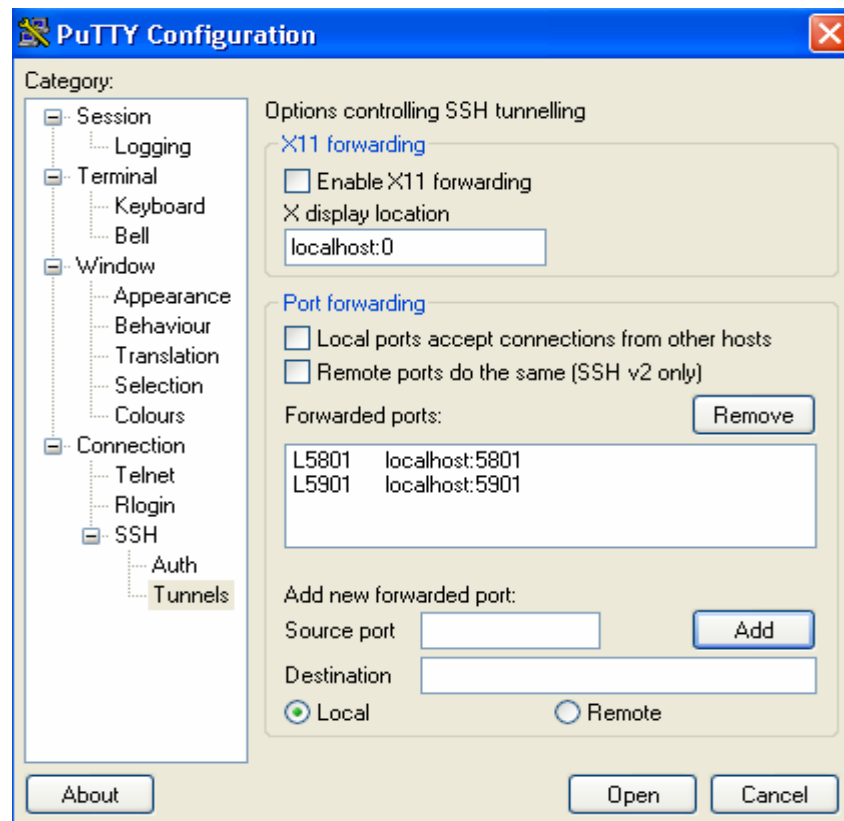 PuTTY Configuration
Category:
Session
Logging
Terminal
Keyboard
Bell
Window
Appearance
Behaviour
Translation
Selection
Colours
Connection
Telnet
Rlogin
SSH
Auth
Tunnels
Options controlling SSH tunnelling
X11 forwarding
Enable X11 forwarding
X display location
localhost:0
Port forwarding
Local ports accept connections from other hosts
Remote ports do the same (SSH v2 only)
Forwarded ports:
Remove
L5801 localhost:5801
L5901 localhost:5901
Add new forwarded port:
Source port
Add
Destination
Local
Remote
About
Open
Cancel